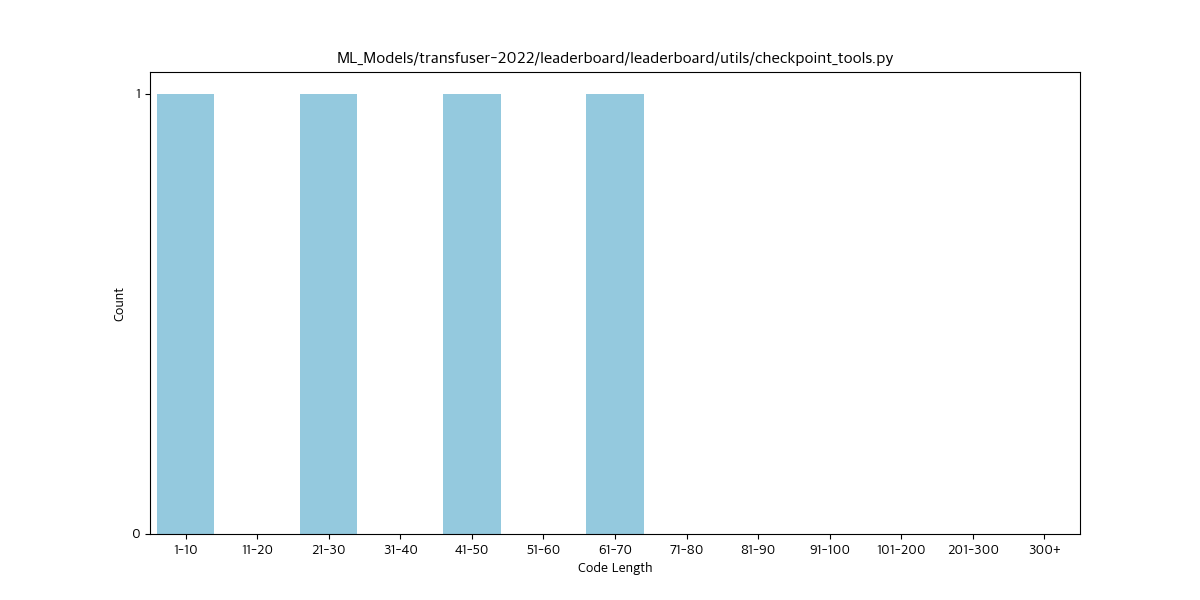 ML_Models/transfuser-2022/leaderboard/leaderboard/utils/checkpoint_tools.py
1
Count
0
1-10 11-20 21-30 31-40 41-50 51-60 61-70 71-80 81-90 91-100 101-200 201-300 300+
Code Length